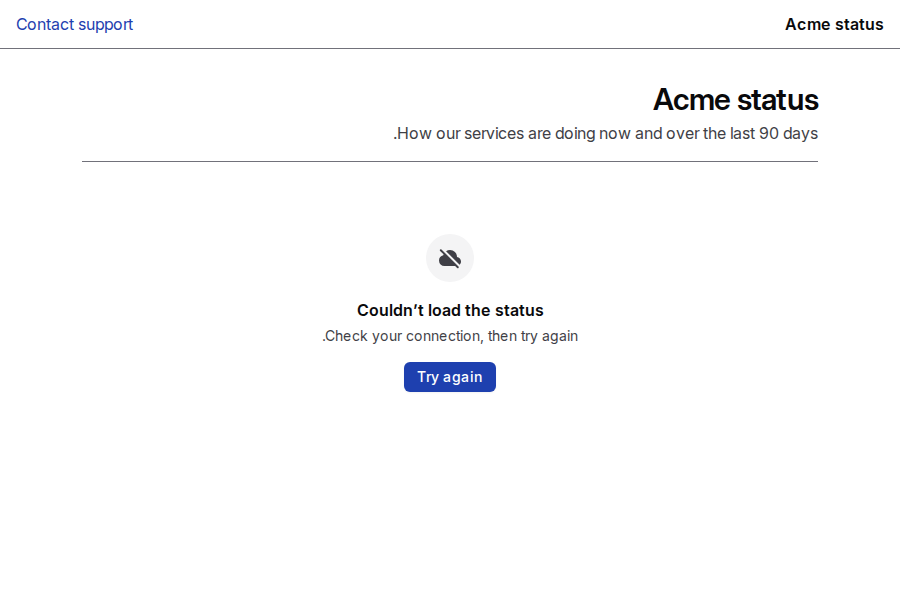 Acme status
Contact support
Acme status
How our services are doing now and over the last 90 days.
Couldn't load the status
Check your connection, then try again.
Try again